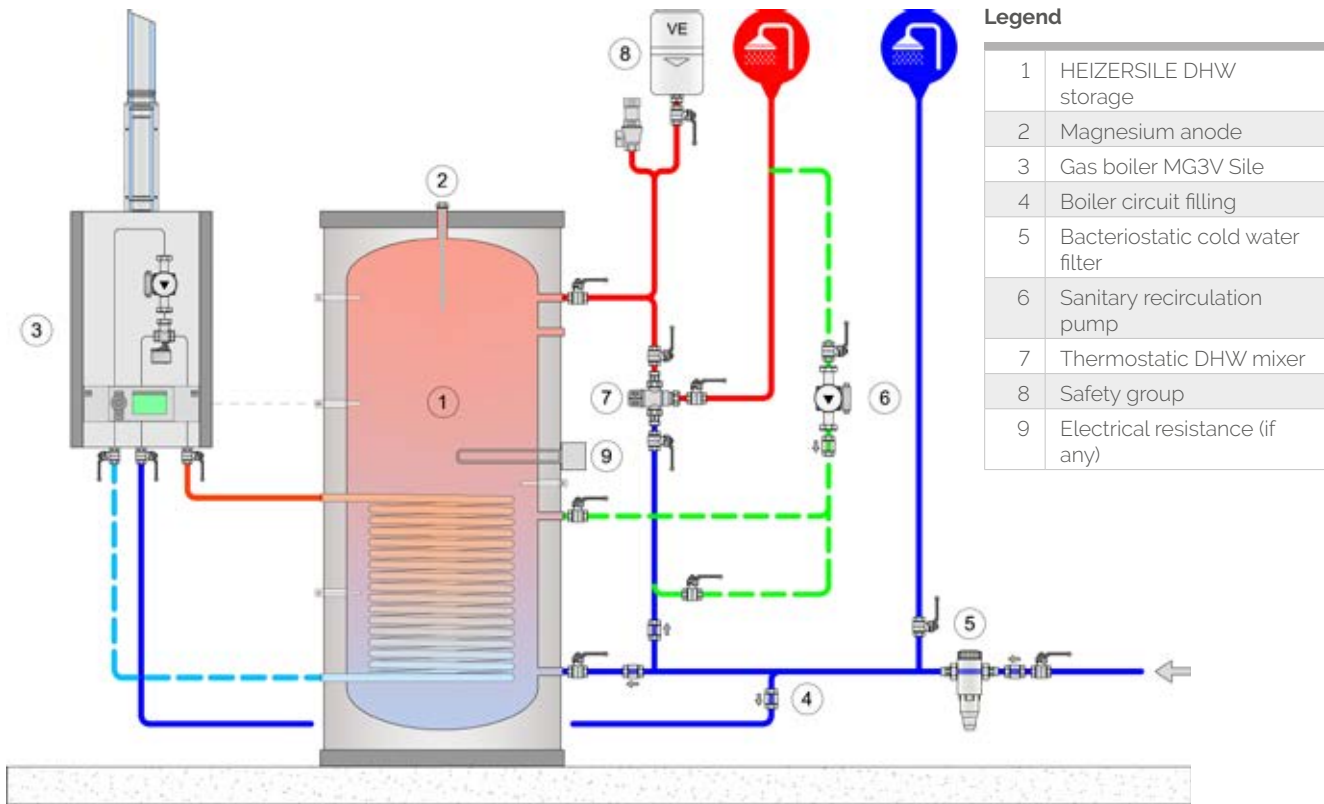 VE
8
2
3
1
7
6
9
5
4
Legend
1 HEIZERSILE DHW
storage
2 Magnesium anode
3 Gas boiler MG3V Sile
4 Boiler circuit filling
5 Bacteriostatic cold water
filter
6 Sanitary recirculation
pump
7 Thermostatic DHW mixer
8 Safety group
9 Electrical resistance (if
any)